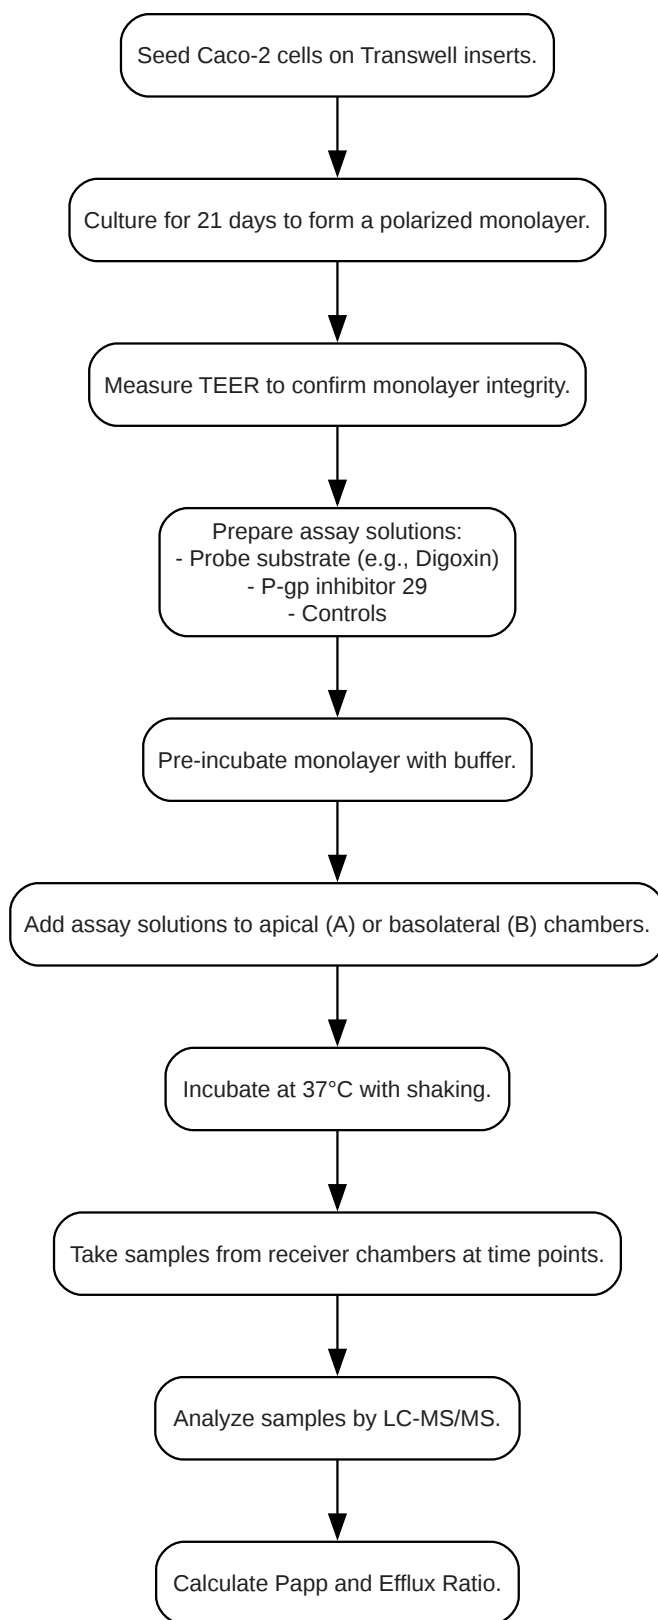 Seed Caco-2 cells on Transwell inserts.
Culture for 21 days to form a polarized monolayer.
Measure TEER to confirm monolayer integrity.
Prepare assay solutions:
- Probe substrate (e.g., Digoxin)
- P-gp inhibitor 29
- Controls
Pre-incubate monolayer with buffer.
Add assay solutions to apical (A) or basolateral (B) chambers.
Incubate at 37°C with shaking.
Take samples from receiver chambers at time points.
Analyze samples by LC-MS/MS.
Calculate Papp and Efflux Ratio.